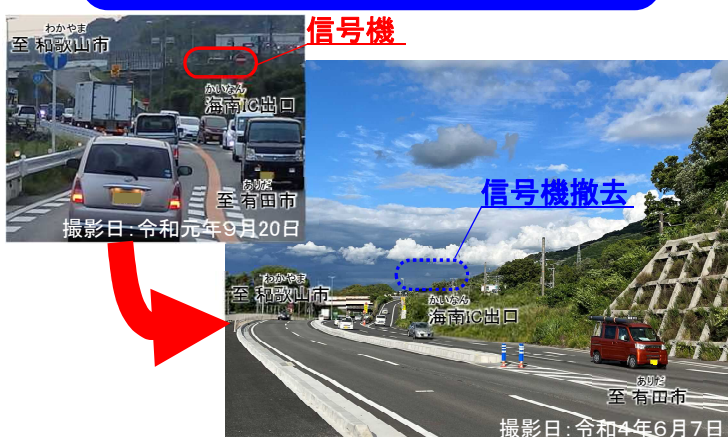 信号機
わかやま
至 和歌山市
かいなん
海南IC出口
ありだ
至 有田市
撮影日:令和元年9月20日
信号機撤去
わかやま
至 和歌山市
かいなん
海南IC出口
ありだ
至 有田市
撮影日:令和4年6月7日